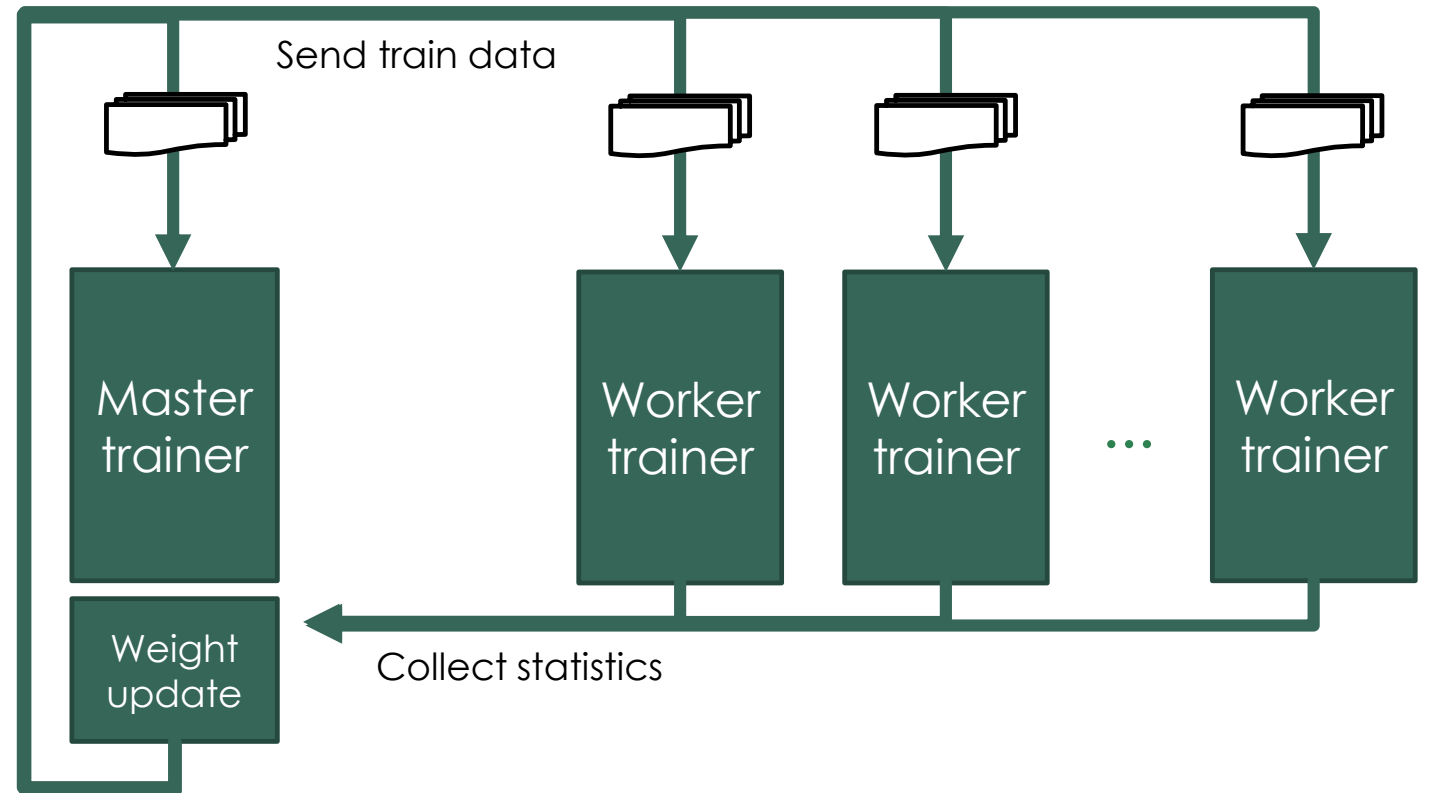 Send train data
Master
trainer
Worker
trainer
Worker
trainer
...
Worker
trainer
Weight
update
Collect statistics